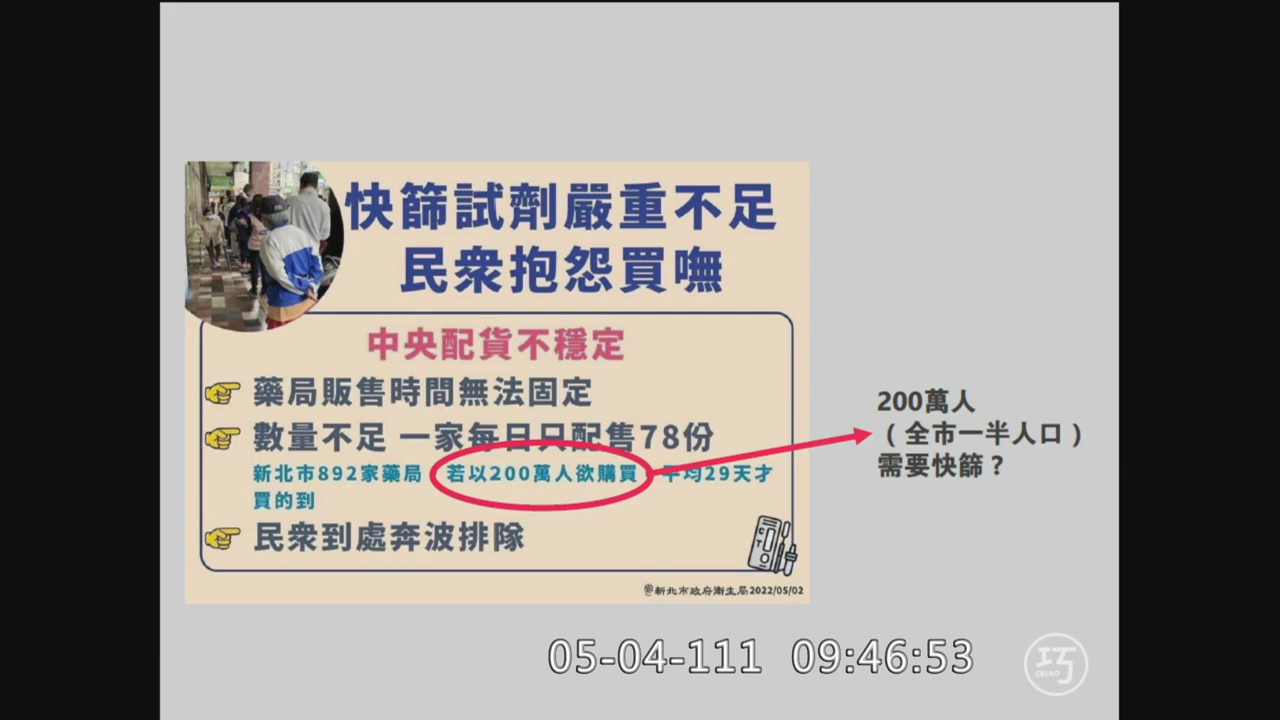 快篩試劑嚴重不足
民眾抱怨買嘸
中央配貨不穩定
藥局販售時間無法固定
數量不足 一家每日只配售78份
新北市892家藥局 若以200萬人欲購買 平均29天才
買的到
民眾到處奔波排隊
新北市政府衛生局2022/05/02
200萬人
（全市一半人口）
需要快篩？
05-04-111 09:46:53
巧